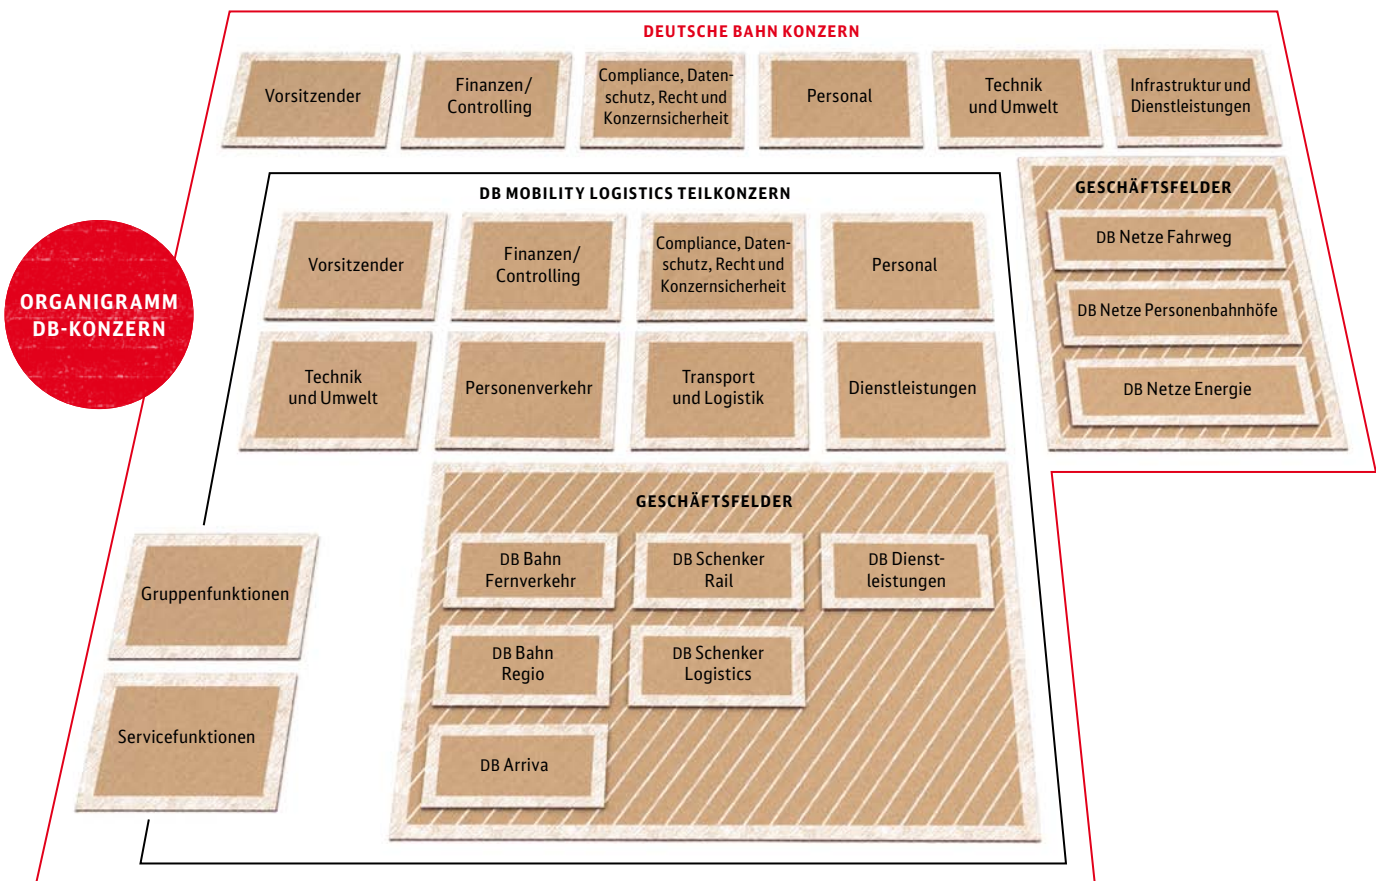 DEUTSCHE BAHN KONZERN
Vorsitzender
Finanzen/
Controlling
Compliance, Daten-
schutz, Recht und
Konzernsicherheit
Personal
Technik
und Umwelt
Infrastruktur und
Dienstleistungen
GESCHÄFTSFELDER
DB Netze Fahrweg
DB Netze Personenbahnhöfe
DB Netze Energie
ORGANIGRAMM
DB-KONZERN
DB MOBILITY LOGISTICS TEILKONZERN
Vorsitzender
Finanzen/
Controlling
Compliance, Daten-
schutz, Recht und
Konzernsicherheit
Personal
Technik
und Umwelt
Personenverkehr
Transport
und Logistik
Dienstleistungen
GESCHÄFTSFELDER
DB Bahn
Fernverkehr
DB Schenker
Rail
DB Dienst-
leistungen
DB Bahn
Regio
DB Schenker
Logistics
DB Arriva
Gruppenfunktionen
Servicefunktionen